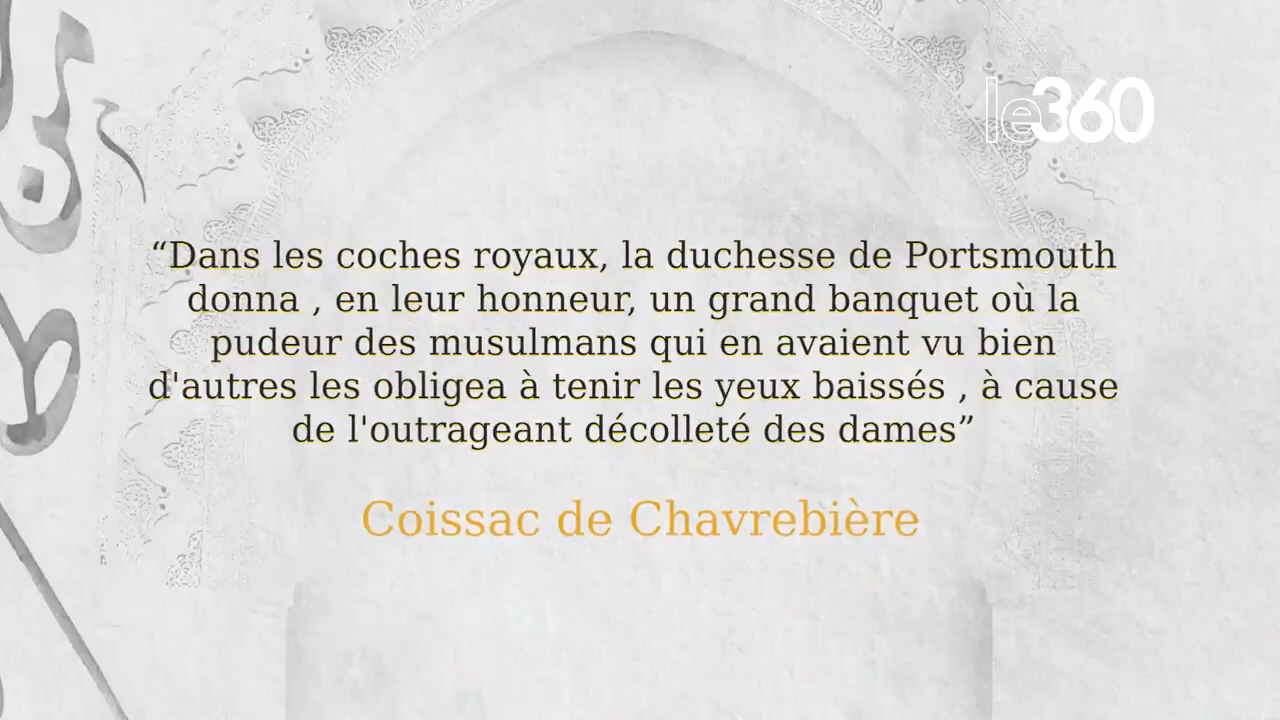 le360
“Dans les coches royaux, la duchesse de Portsmouth
donna , en leur honneur, un grand banquet où la
pudeur des musulmans qui en avaient vu bien
d'autres les obligea à tenir les yeux baissés , à cause
de l'outrageant décolleté des dames”
Coissac de Chavrebière